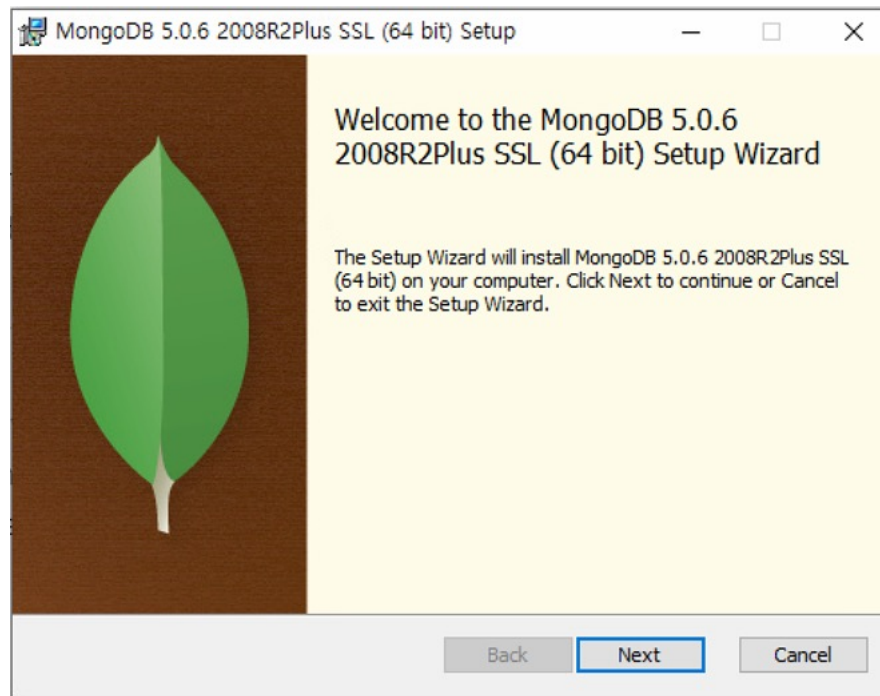 MongoDB 5.0.6 2008R2Plus SSL (64 bit) Setup
Welcome to the MongoDB 5.0.6
2008R2Plus SSL (64 bit) Setup Wizard
The Setup Wizard will install MongoDB 5.0.6 2008R2Plus SSL
(64 bit) on your computer. Click Next to continue or Cancel
to exit the Setup Wizard.
Back Next Cancel